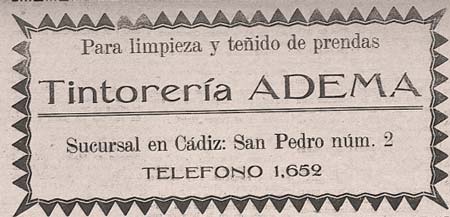 Para limpieza y teñido de prendas
Tintorería ADEMA
Sucursal en Cádiz: San Pedro núm. 2
TELEFONO 1,652